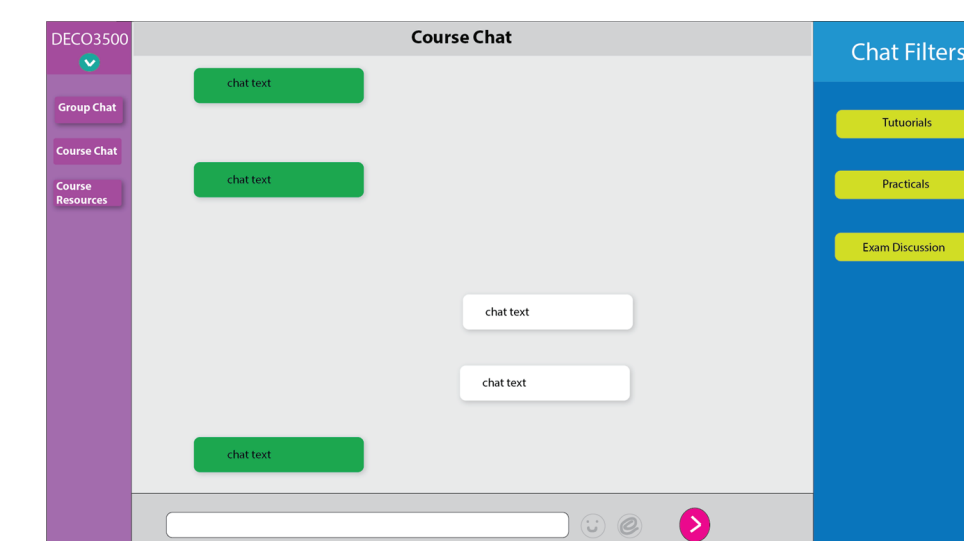 DECO3500
Course Chat
Chat Filters
Group Chat
Course Chat
Course
Resources
chat text
chat text
chat text
chat text
chat text
Tutuorials
Practicals
Exam Discussion